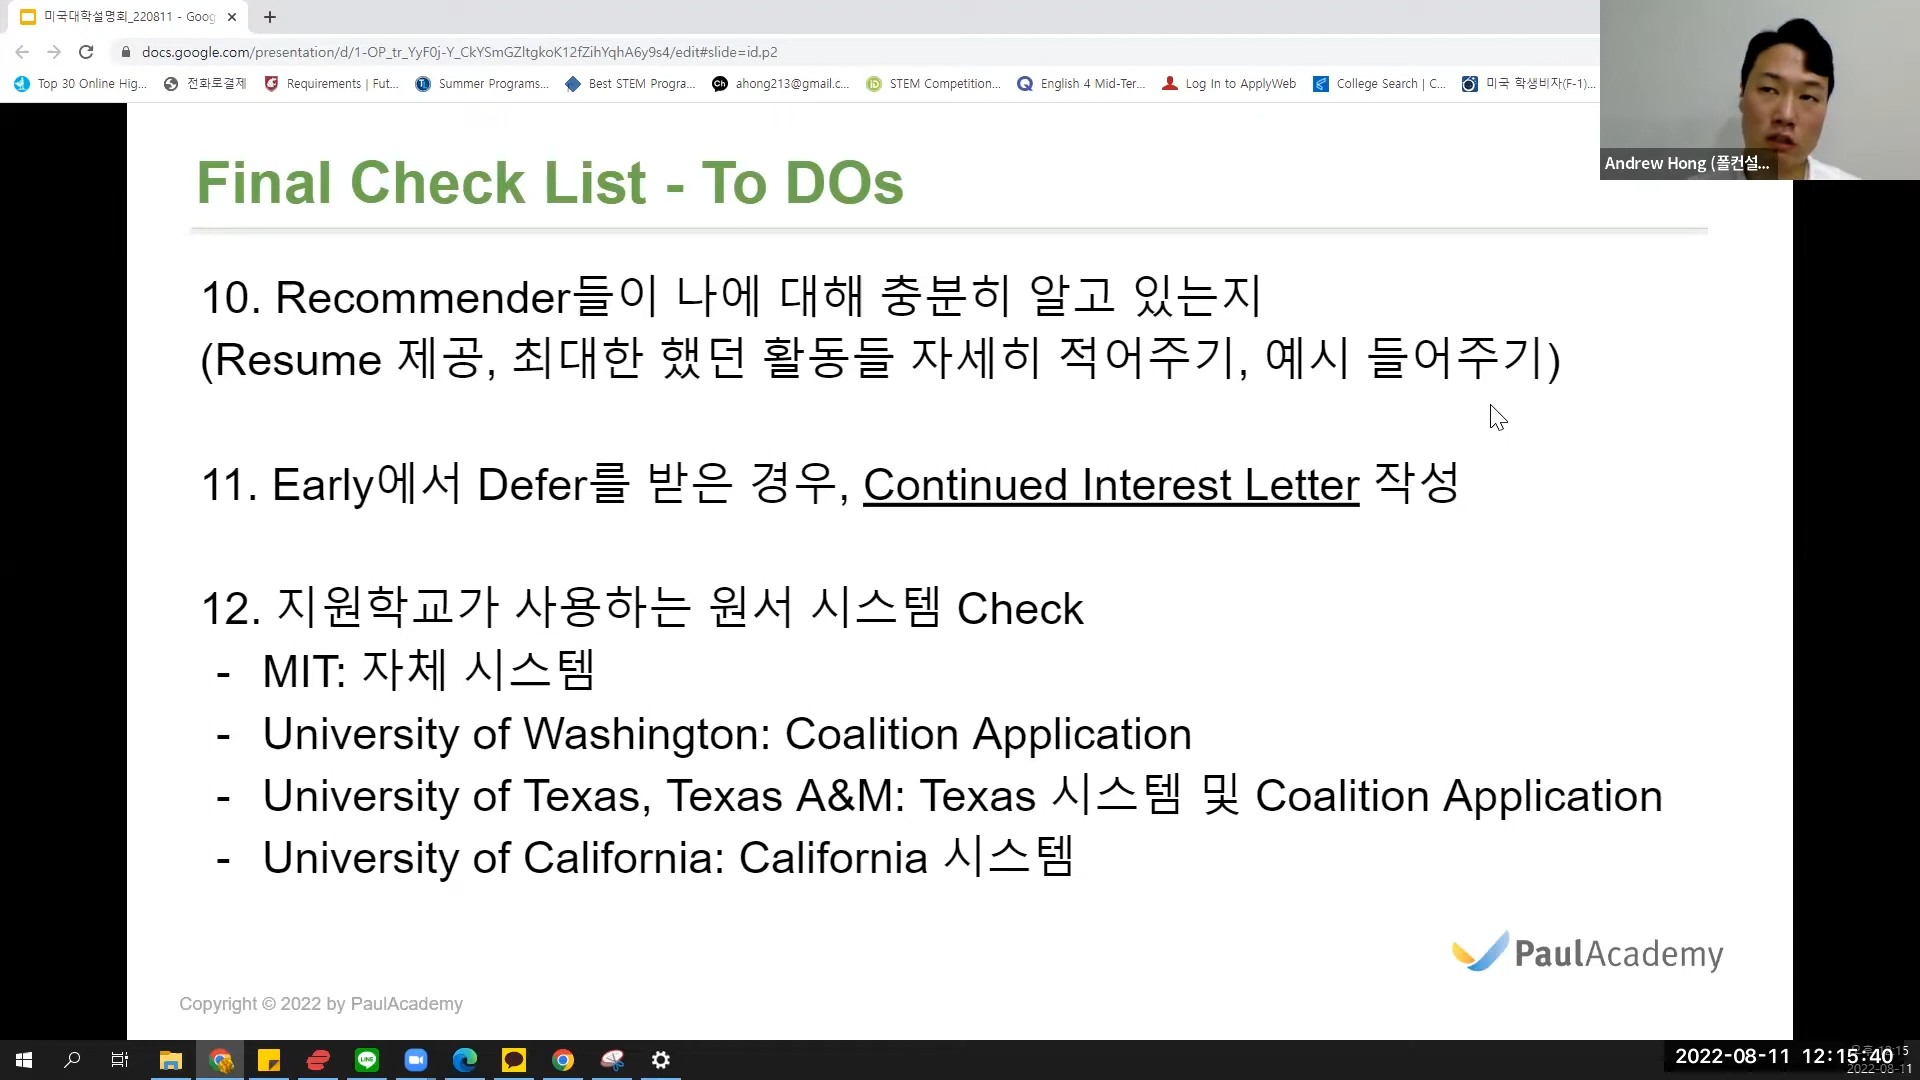 미국대학설명회_220811 - Goog
docs.google.com/presentation/d/1-OP_tr_YyF0j-Y_CkYSmGZltgkoK12fZihYqhA6y9s4/edit#slide=id.p2
Top 30 Online Hig... 전화로결제 Requirements | Fut... Summer Programs... Best STEM Progra... ahong213@gmail.c... STEM Competition... English 4 Mid-Ter... Log In to ApplyWeb College Search | C... 미국 학생비자(F-1)...
Andrew Hong (폴컨설...
Final Check List - To DOs
10. Recommender들이 나에 대해 충분히 알고 있는지
(Resume 제공, 최대한 했던 활동들 자세히 적어주기, 예시 들어주기)
11. Early에서 Defer를 받은 경우, Continued Interest Letter 작성
12. 지원학교가 사용하는 원서 시스템 Check
- MIT: 자체 시스템
- University of Washington: Coalition Application
- University of Texas, Texas A&M: Texas 시스템 및 Coalition Application
- University of California: California 시스템
PaulAcademy
Copyright © 2022 by PaulAcademy
LINE
2022-08-11 12:15:40
2022-08-11